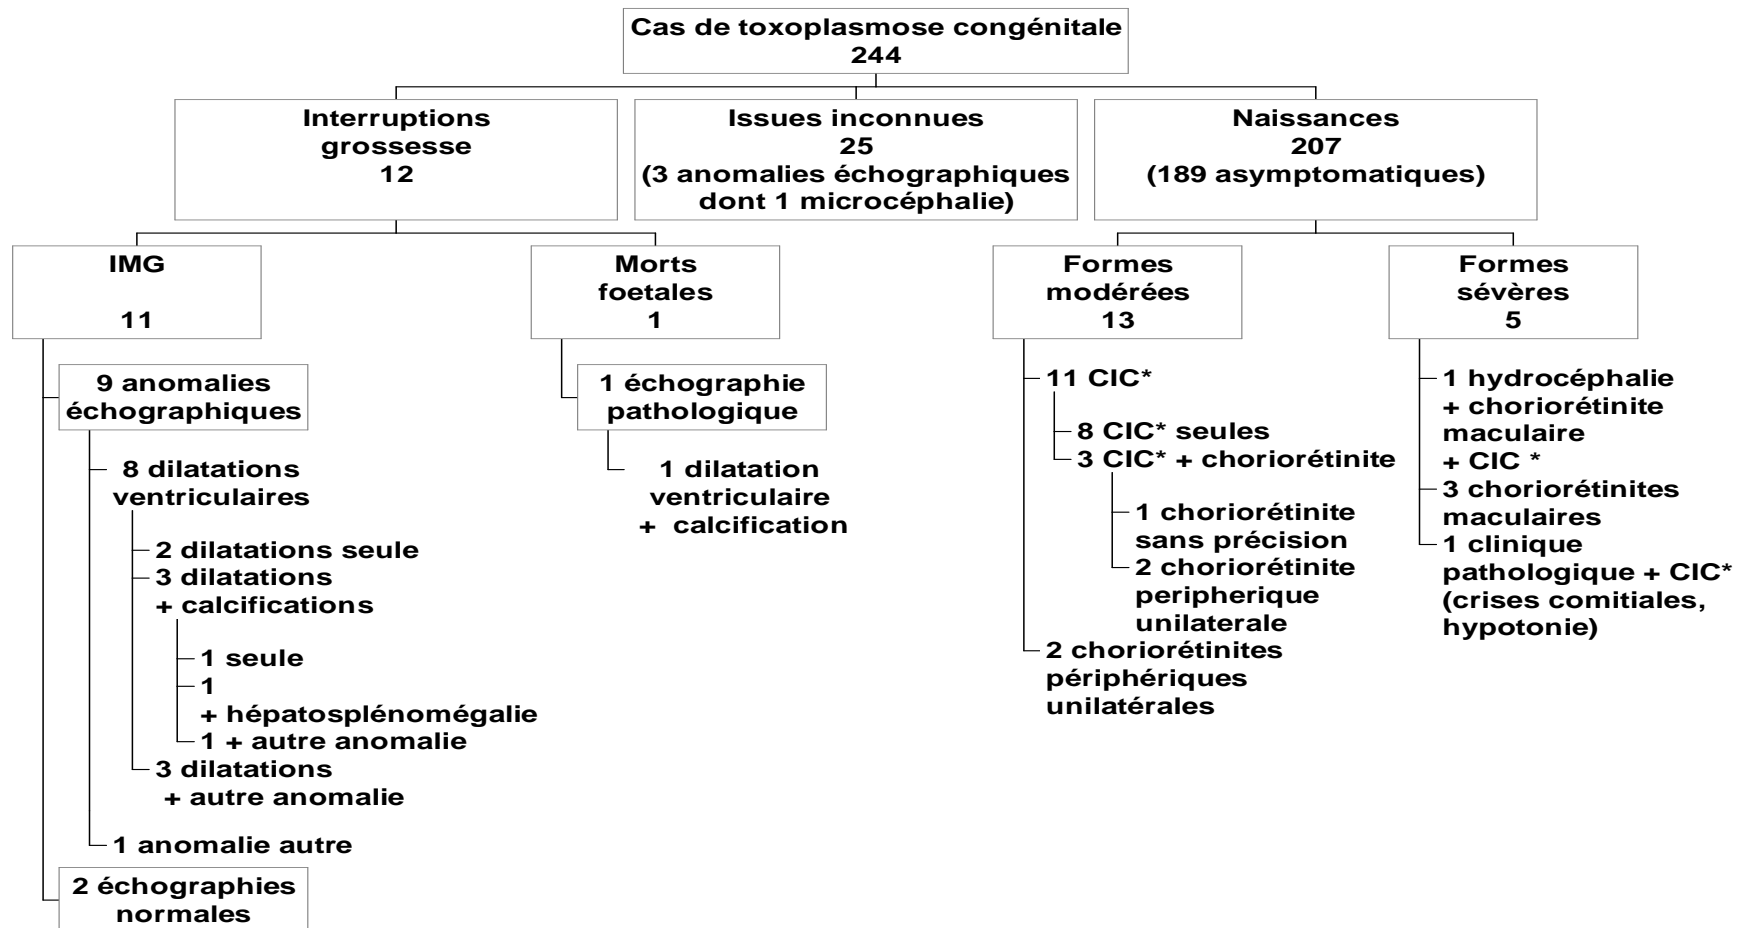 Cas de toxoplasmose congénitale
244
Interruptions
grossesse
12
Issues inconnues
25
(3 anomalies échographiques
dont 1 microcéphalie)
Naissances
207
(189 asymptomatiques)
IMG
11
Morts
foetales
1
Formes
modérées
13
Formes
sévères
5
9 anomalies
échographiques
8 dilatations
ventriculaires
2 dilatations seule
3 dilatations
+ calcifications
1 seule
1
+ hépatosplénomégalie
1 + autre anomalie
3 dilatations
+ autre anomalie
1 anomalie autre
2 échographies
normales
1 échographie
pathologique
1 dilatation
ventriculaire
+ calcification
11 CIC*
8 CIC* seules
3 CIC* + choriorétinite
1 choriorétinite
sans précision
2 choriorétinite
peripherique
unilaterale
2 choriorétinites
périphériques
unilatérales
1 hydrocéphalie
+ choriorétinite
maculaire
+ CIC *
3 choriorétinites
maculaires
1 clinique
pathologique + CIC*
(crises comitiales,
hypotonie)